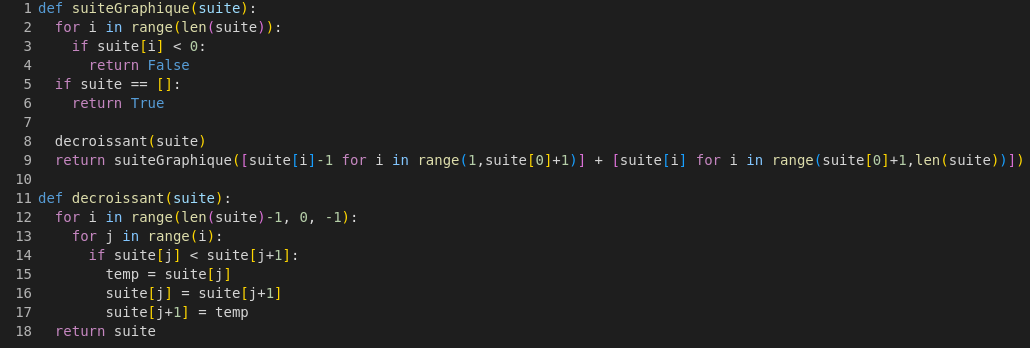 1 def suiteGraphique(suite):
2   for i in range(len(suite)):
3     if suite[i] < 0:
4       return False
5   if suite == []:
6     return True
7
8   decroissant(suite)
9   return suiteGraphique([suite[i]-1 for i in range(1,suite[0]+1)] + [suite[i] for i in range(suite[0]+1,len(suite))])
10
11 def decroissant(suite):
12   for i in range(len(suite)-1, 0, -1):
13     for j in range(i):
14       if suite[j] < suite[j+1]:
15         temp = suite[j]
16         suite[j] = suite[j+1]
17         suite[j+1] = temp
18   return suite